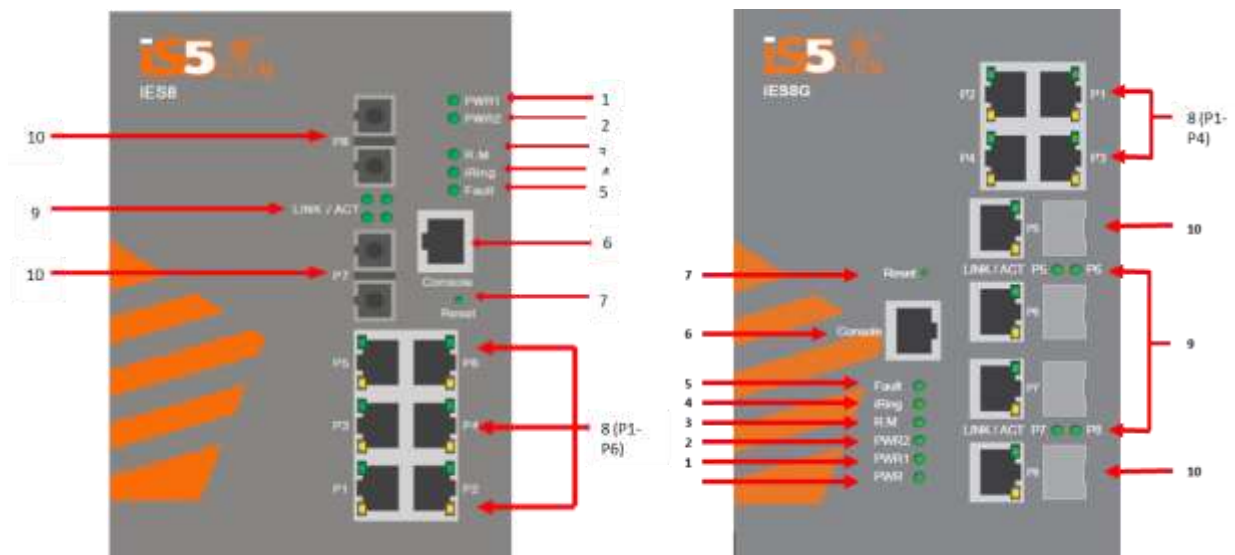 iS5
iES8
PWR1
PWR2
R.M
iRing
Fault
P8
LINK / ACT
P7
Console
Reset
P5
P6
P3
P4
P1
P2
10
9
10
1
2
3
4
5
6
7
8 (P1-
P6)
iS5
iES8G
P2
P1
P4
P3
P5
LINK / ACT P5 P6
P6
P7
LINK / ACT P7 P8
P8
Reset
Console
Fault
iRing
R.M
PWR2
PWR1
PWR
7
6
5
4
3
2
1
8 (P1-
P4)
10
9
10